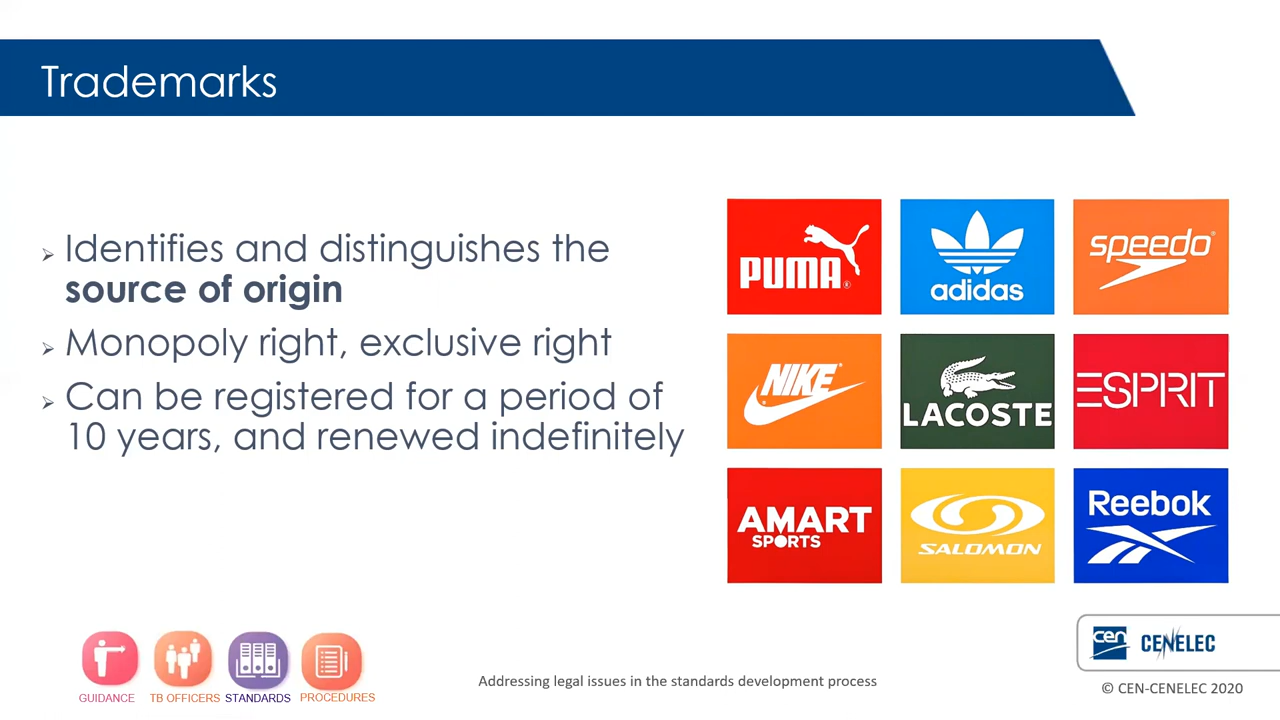 Trademarks
Identifies and distinguishes the
source of origin
Monopoly right, exclusive right
Can be registered for a period of
10 years, and renewed indefinitely
PUMA®
adidas
speedo®
NIKE
LACOSTE
ESPRIT
AMART
SPORTS
SALOMON
Reebok
GUIDANCE
TB OFFICERS
STANDARDS
PROCEDURES
Addressing legal issues in the standards development process
cen
CENELEC
© CEN-CENELEC 2020